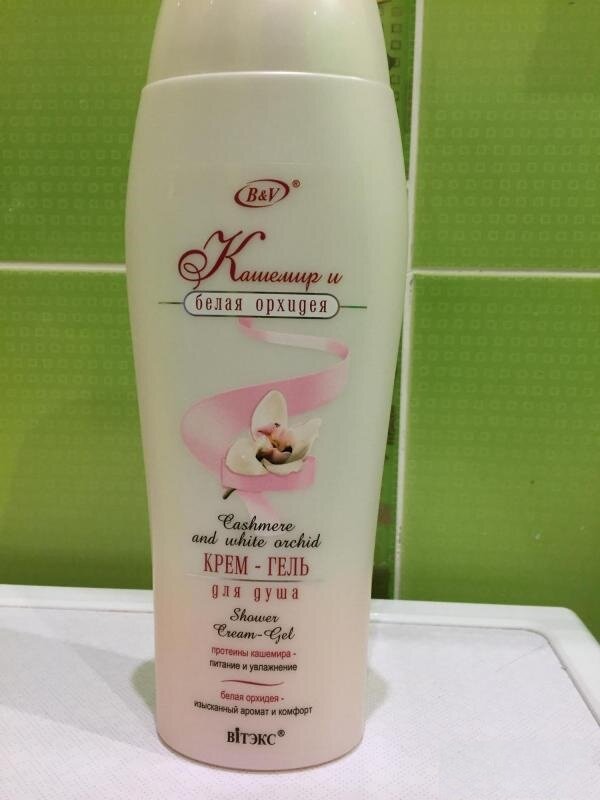 B&V®
Кашемир и
белая орхидея
Cashmere
and white orchid
КРЕМ - ГЕЛЬ
для душа
Shower
Cream-Gel
протеины кашемира -
питание и увлажнение
белая орхидея -
изысканный аромат и комфорт
ВIТЭКС®